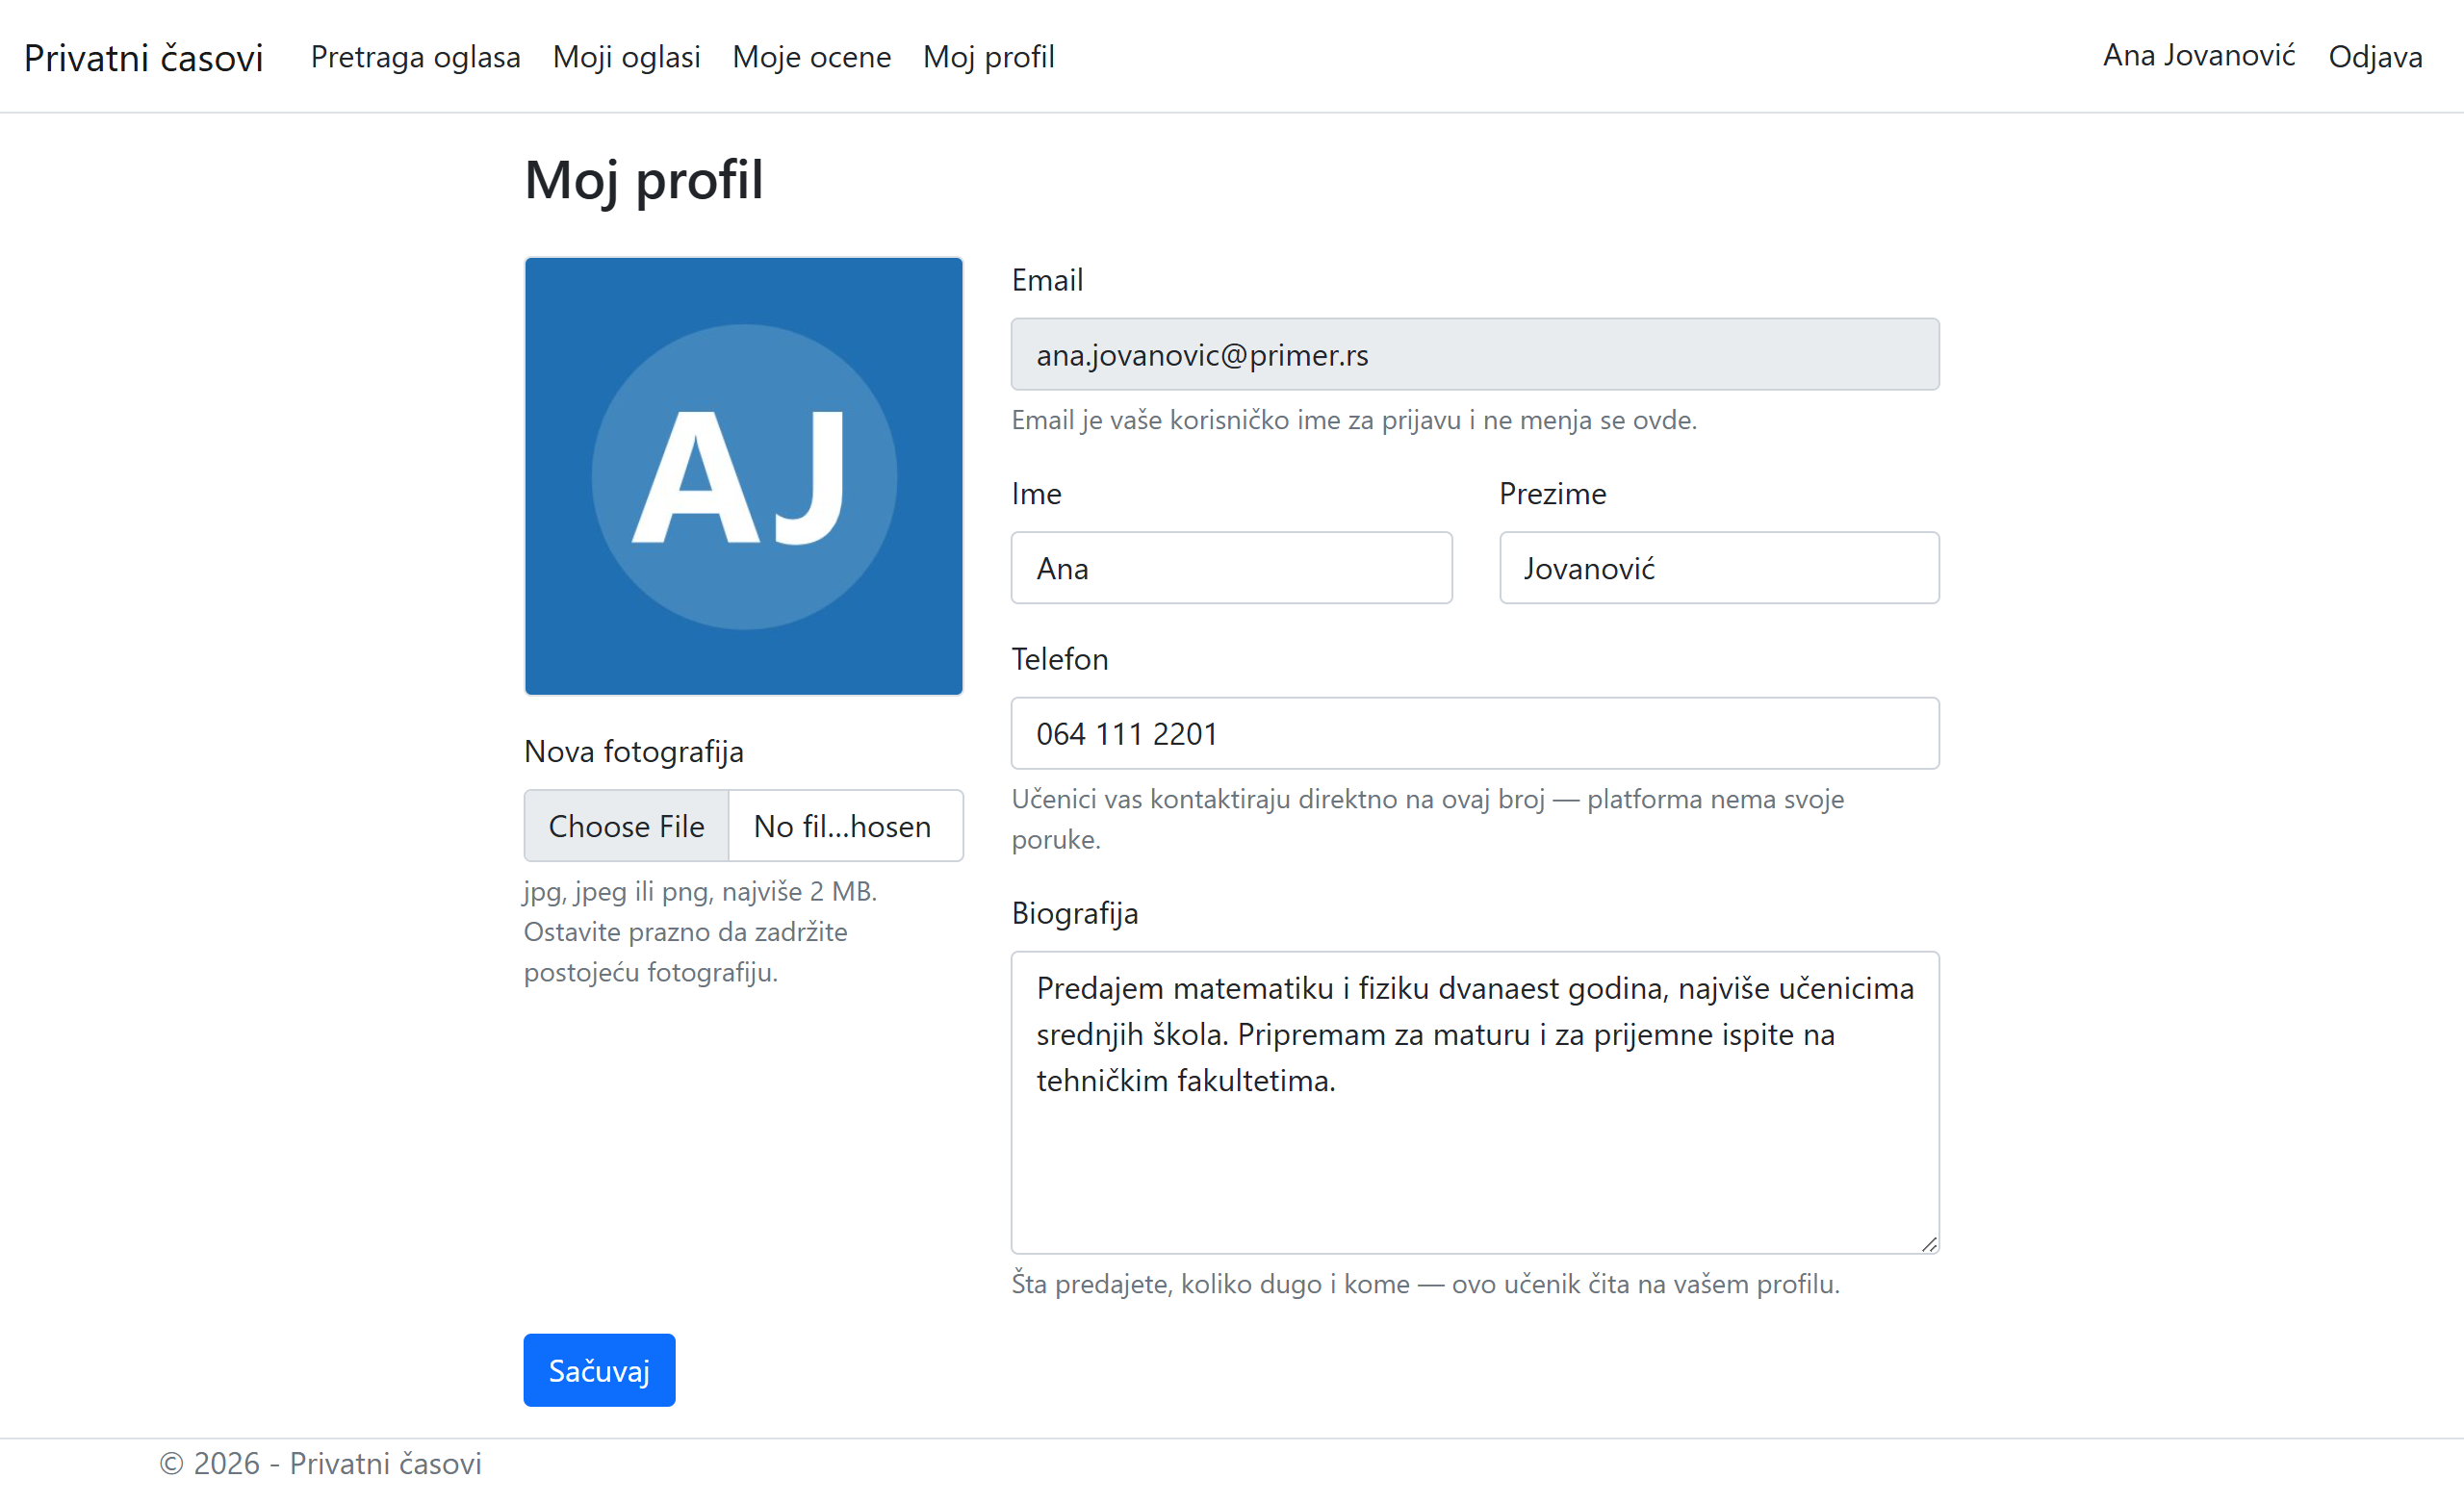 Privatni časovi Pretraga oglasa Moji oglasi Moje ocene Moj profil Ana Jovanović Odjava
Moj profil
AJ
Nova fotografija
Choose File No fil...hosen
jpg, jpeg ili png, najviše 2 MB.
Ostavite prazno da zadržite
postojeću fotografiju.
Email
ana.jovanovic@primer.rs
Email je vaše korisničko ime za prijavu i ne menja se ovde.
Ime Prezime
Ana Jovanović
Telefon
064 111 2201
Učenici vas kontaktiraju direktno na ovaj broj — platforma nema svoje
poruke.
Biografija
Predajem matematiku i fiziku dvanaest godina, najviše učenicima
srednjih škola. Pripremam za maturu i za prijemne ispite na
tehničkim fakultetima.
Šta predajete, koliko dugo i kome — ovo učenik čita na vašem profilu.
Sačuvaj
© 2026 - Privatni časovi